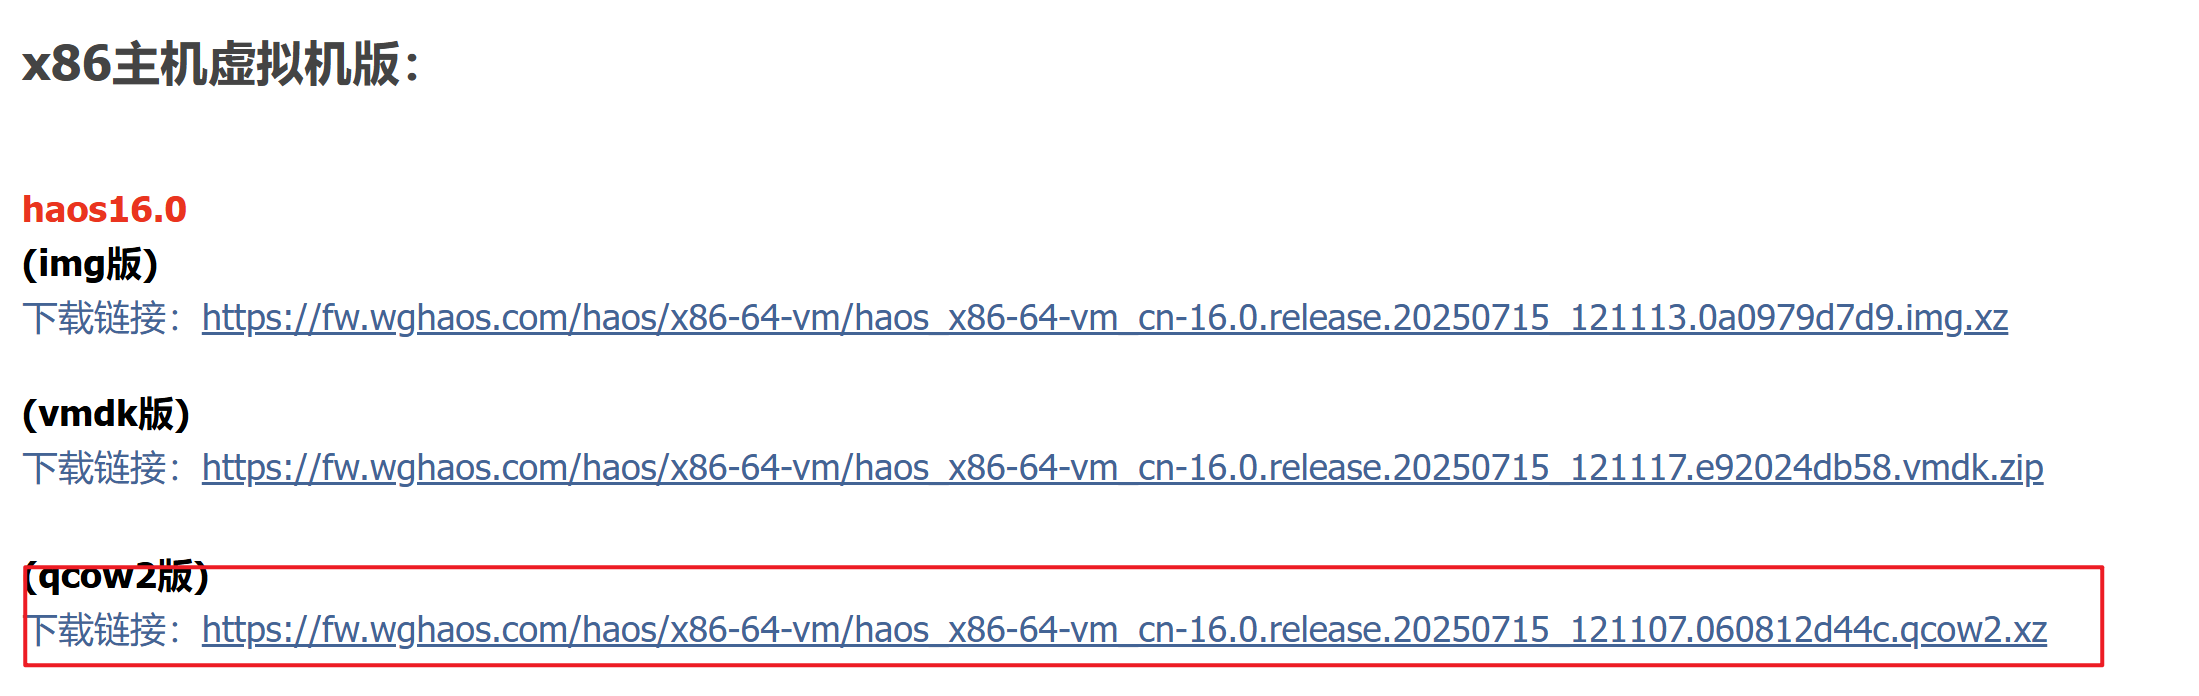 x86主机虚拟机版：
haos16.0
(img版)
下载链接：https://fw.wghaos.com/haos/x86-64-vm/haos_x86-64-vm_cn-16.0.release.20250715_121113.0a0979d7d9.img.xz
(vmdk版)
下载链接：https://fw.wghaos.com/haos/x86-64-vm/haos_x86-64-vm_cn-16.0.release.20250715_121117.e92024db58.vmdk.zip
(qcow2版)
下载链接：https://fw.wghaos.com/haos/x86-64-vm/haos_x86-64-vm_cn-16.0.release.20250715_121107.060812d44c.qcow2.xz